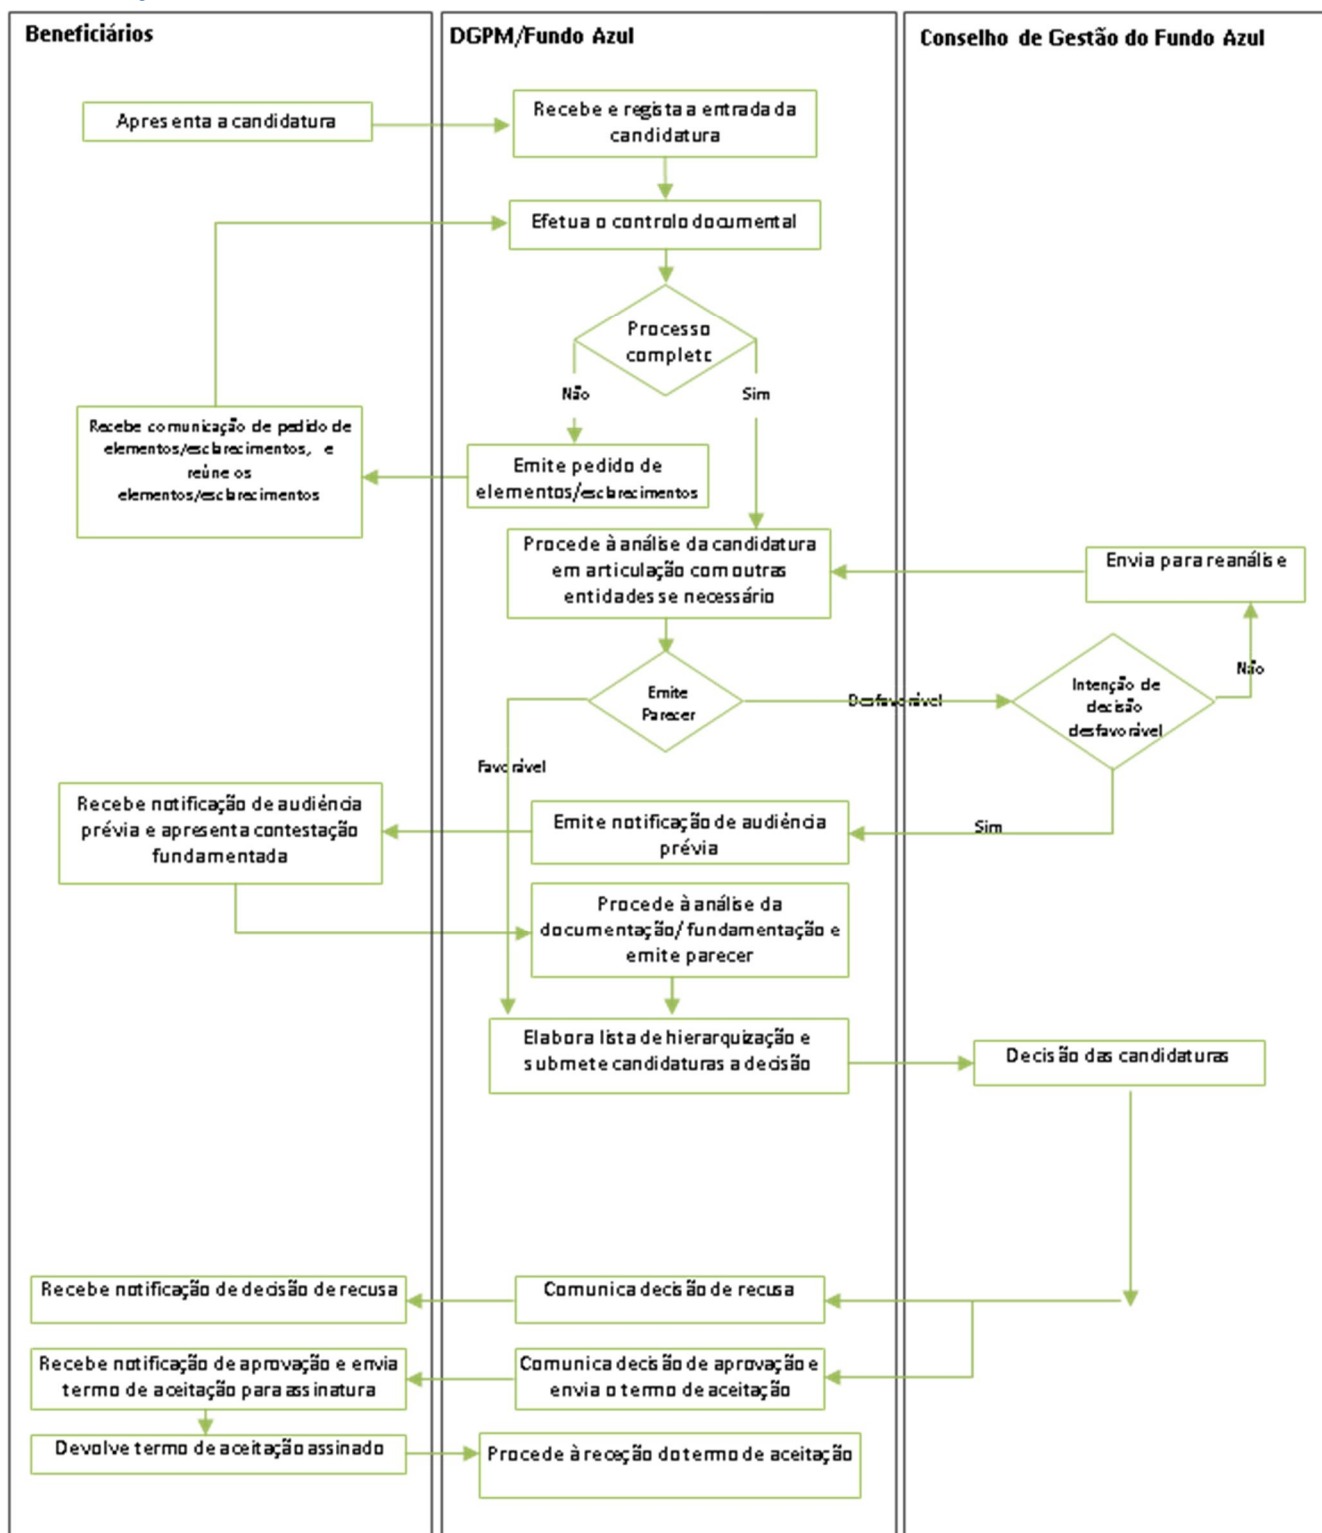 Beneficiários
DGPM/Fundo Azul
Conselho de Gestão do Fundo Azul
Apresenta a candidatura
Recebe e regista a entrada da
candidatura
Efetua o controlo documental
Processo
completo
Não
Sim
Recebe comunicação de pedido de
elementos/esclarecimentos, e
reúne os
elementos/esclarecimentos
Emite pedido de
elementos/esclarecimentos
Procede à análise da candidatura
em articulação com outras
entidades se necessário
Envia para reanálise
Emite
Parecer
Desfavorável
Intenção de
decisão
desfavorável
Não
Favorável
Recebe notificação de audiência
prévia e apresenta contestação
fundamentada
Emite notificação de audiência
prévia
Sim
Procede à análise da
documentação/ fundamentação e
emite parecer
Elabora lista de hierarquização e
submete candidaturas a decisão
Decisão das candidaturas
Recebe notificação de decisão de recusa
Comunica decisão de recusa
Recebe notificação de aprovação e envia
termo de aceitação para assinatura
Comunica decisão de aprovação e
envia o termo de aceitação
Devolve termo de aceitação assinado
Procede à receção do termo de aceitação